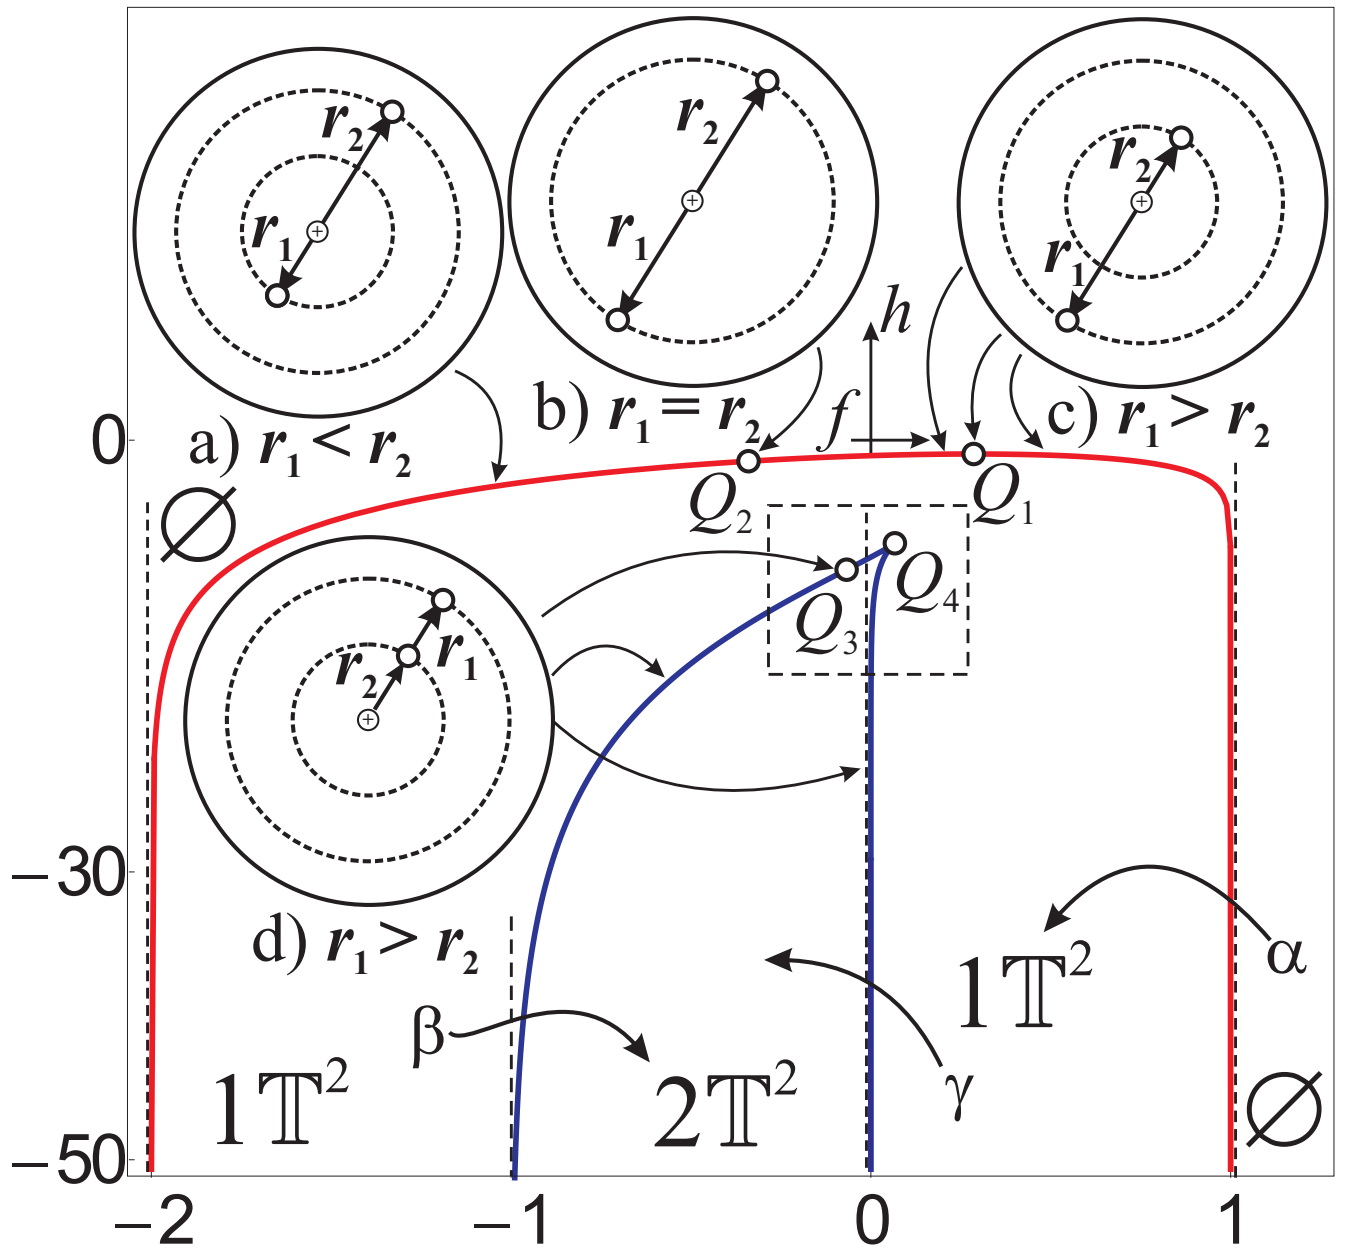 r2
r1
r2
r1
r2
r1
h
f
b) r1 = r2
c) r1 > r2
a) r1 < r2
0
Q2
Q1
∅
Q4
Q3
r1
r2
−30
d) r1 > r2
α
1𝕋²
β
γ
1𝕋²
2𝕋²
∅
−50
−2
−1
0
1